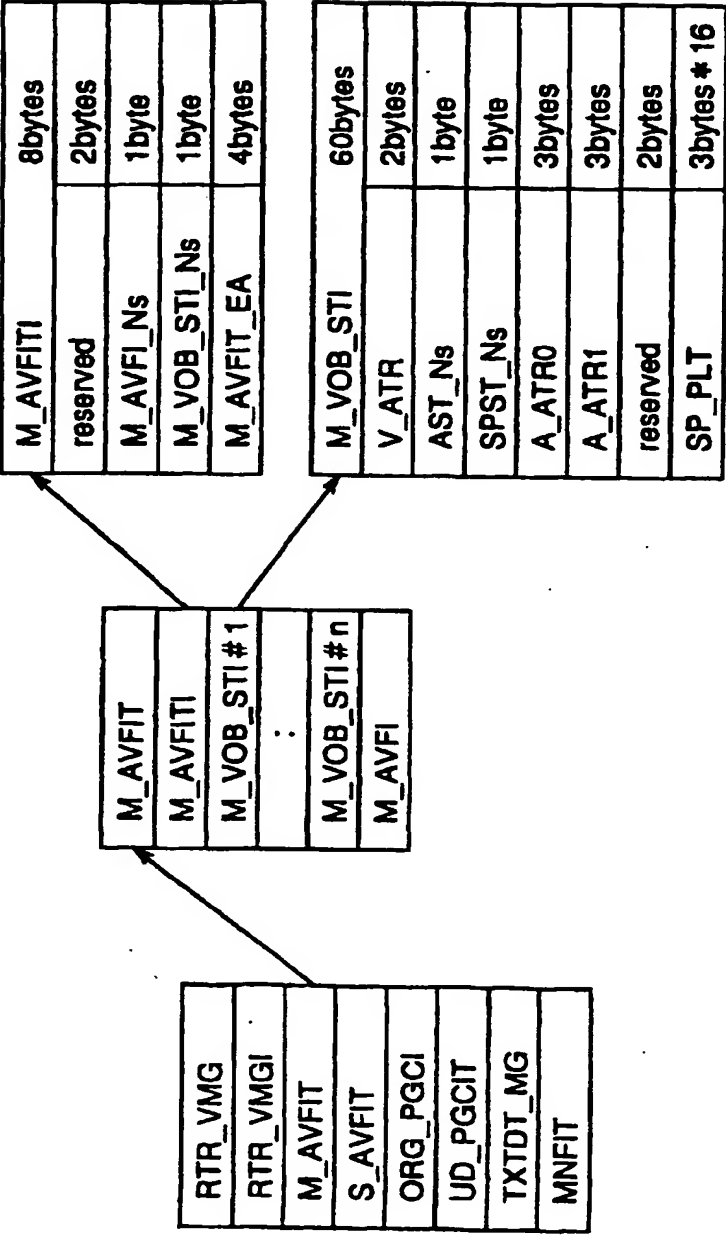 RTR_VMG
RTR_VMGI
M_AVFIT
S_AVFIT
ORG_PGCI
UD_PGCIT
TXTDT_MG
MNFIT
M_AVFIT
M_AVFITI
M_VOB_STI#1
:
M_VOB_STI#n
M_AVFI
M_AVFITI 8bytes
reserved 2bytes
M_AVFI_Ns 1byte
M_VOB_STI_Ns 1byte
M_AVFIT_EA 4bytes
M_VOB_STI 60bytes
V_ATR 2bytes
AST_Ns 1byte
SPST_Ns 1byte
A_ATR0 3bytes
A_ATR1 3bytes
reserved 2bytes
SP_PLT 3bytes*16